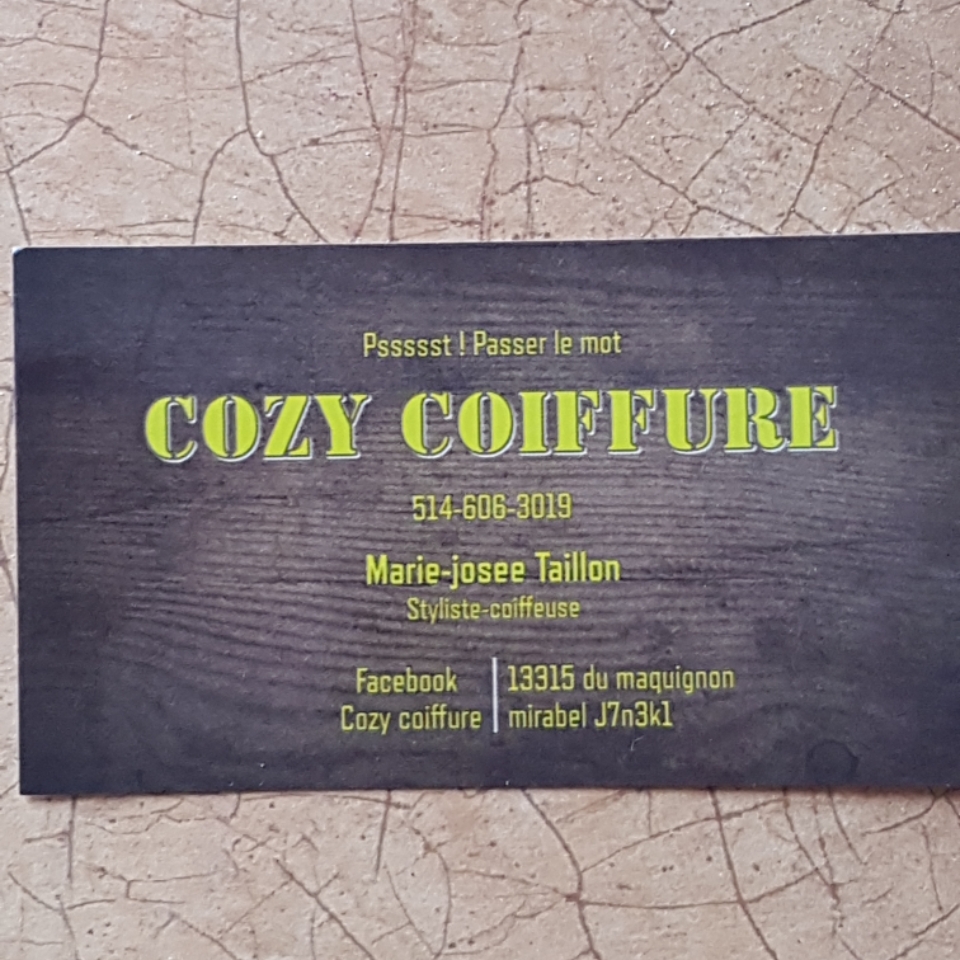 Pssssst ! Passer le mot
COZY COIFFURE
514-606-3019
Marie-josee Taillon
Styliste-coiffeuse
Facebook
Cozy coiffure
13315 du maquignon
mirabel J7n3k1